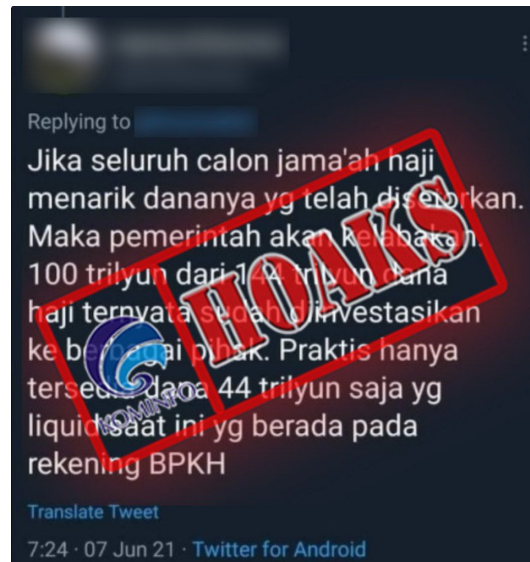 Replying to
Jika seluruh calon jama'ah haji
menarik dananya yg telah disetorkan.
Maka pemerintah akan kelabakan.
100 trilyun dari 144 trilyun dana
haji ternyata sudah diinvestasikan
ke berbagai pihak. Praktis hanya
tersedia dana 44 trilyun saja yg
liquid saat ini yg berada pada
rekening BPKH
HOAKS
KOMINFO
Translate Tweet
7:24 · 07 Jun 21 · Twitter for Android